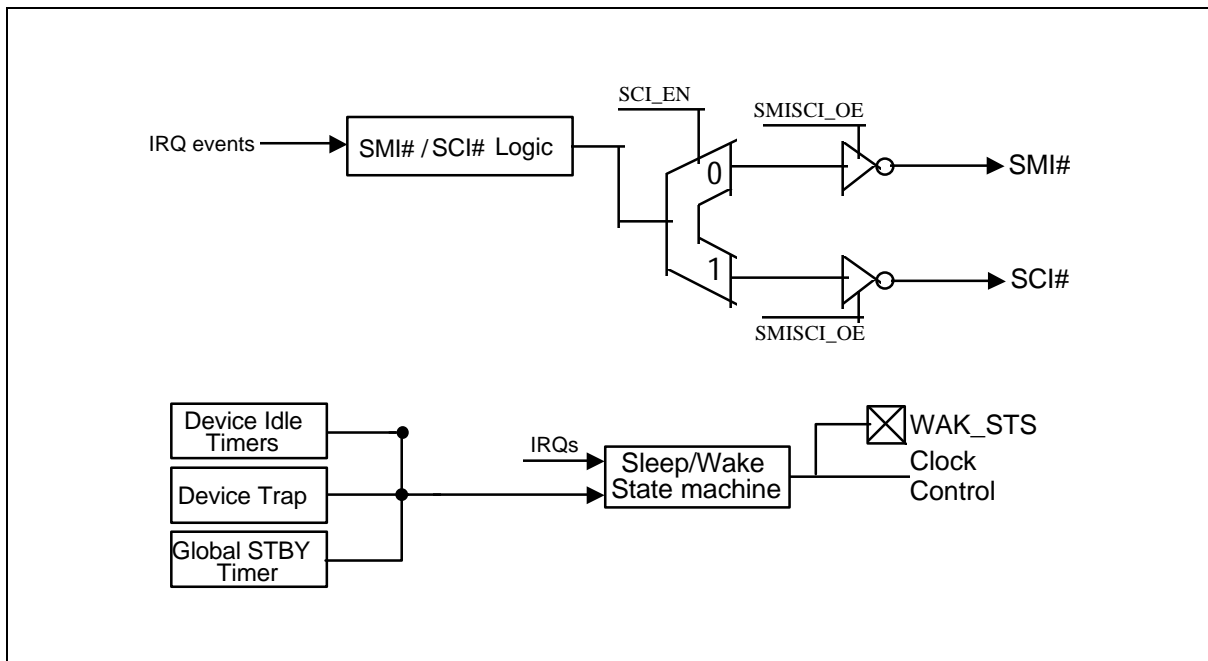 SCI_EN
SMISCI_OE
IRQ events
SMI# / SCI# Logic
0
SMI#
1
SCI#
SMISCI_OE
Device Idle
Timers
Device Trap
Global STBY
Timer
IRQs
Sleep/Wake
State machine
WAK_STS
Clock
Control